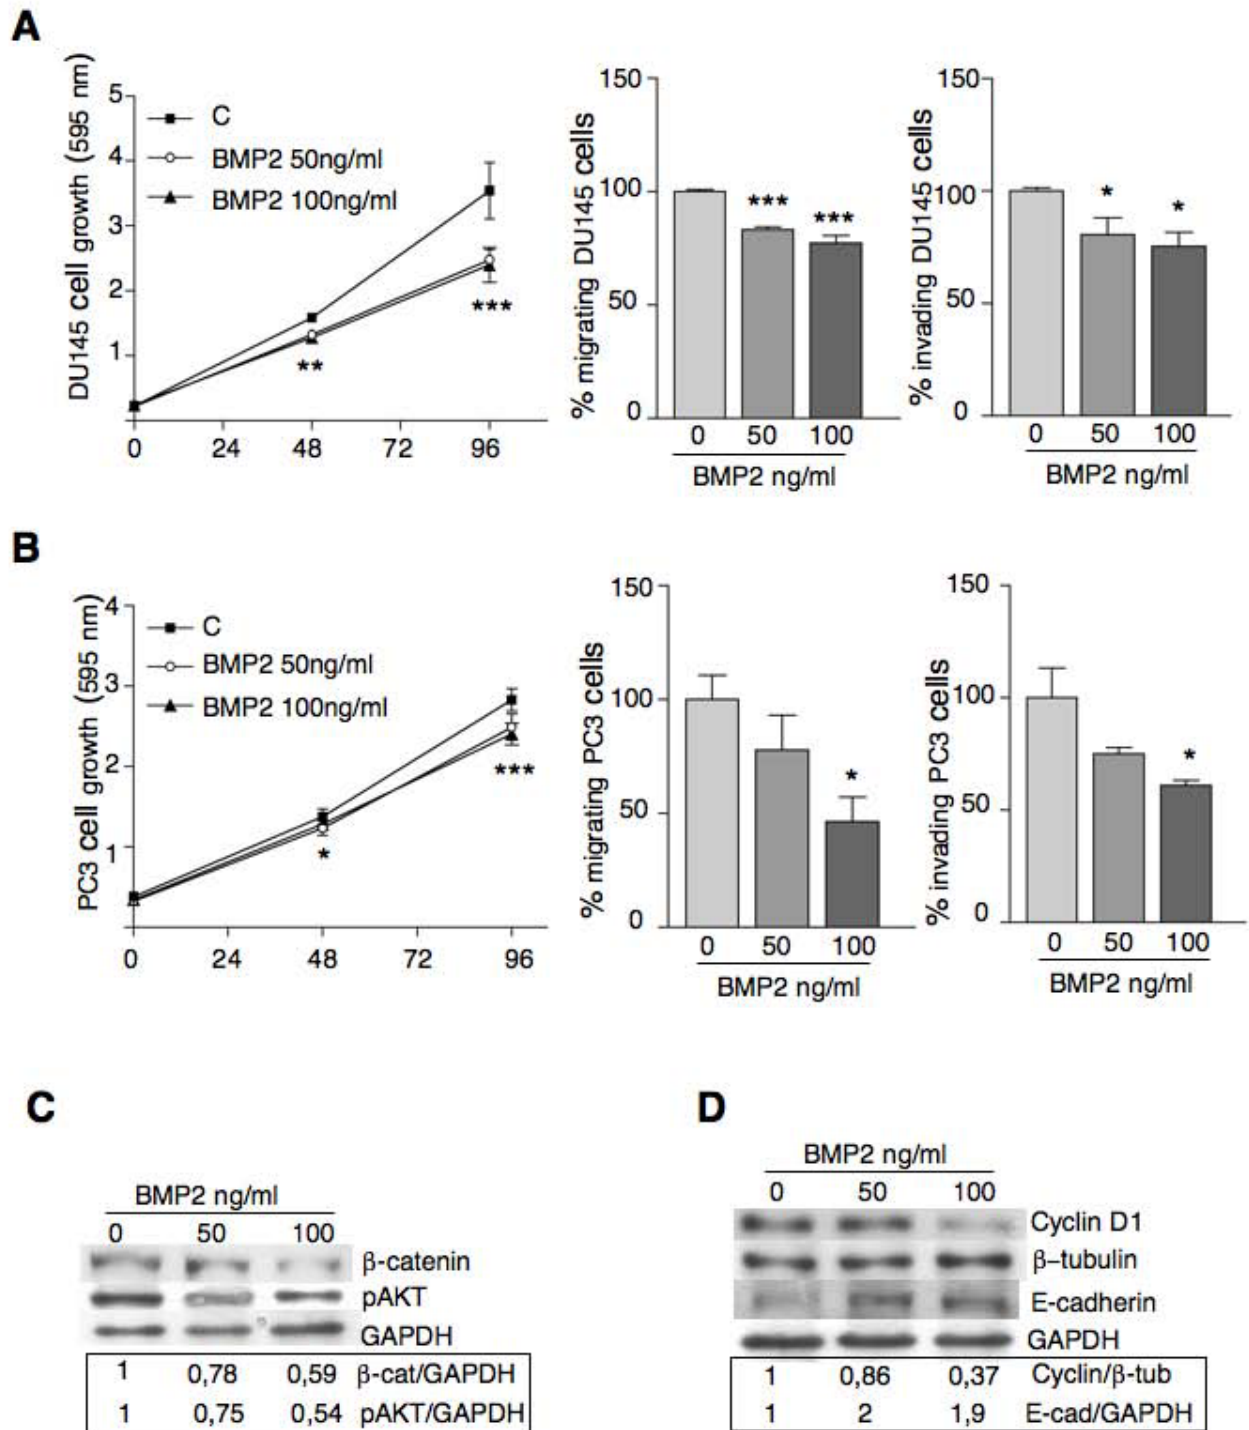 A
DU145 cell growth (595 nm)
5
4
3
2
1
C
BMP2 50ng/ml
BMP2 100ng/ml
**
***
0 24 48 72 96
% migrating DU145 cells
150
100
50
0
***
***
0 50 100
BMP2 ng/ml
% invading DU145 cells
150
100
50
0
*
*
0 50 100
BMP2 ng/ml
B
PC3 cell growth (595 nm)
4
3
2
1
C
BMP2 50ng/ml
BMP2 100ng/ml
*
***
0 24 48 72 96
% migrating PC3 cells
150
100
50
0
*
0 50 100
BMP2 ng/ml
% invading PC3 cells
150
100
50
0
*
0 50 100
BMP2 ng/ml
C
BMP2 ng/ml
0 50 100
β-catenin
pAKT
GAPDH
1 0,78 0,59 β-cat/GAPDH
1 0,75 0,54 pAKT/GAPDH
D
BMP2 ng/ml
0 50 100
Cyclin D1
β–tubulin
E-cadherin
GAPDH
1 0,86 0,37 Cyclin/β-tub
1 2 1,9 E-cad/GAPDH